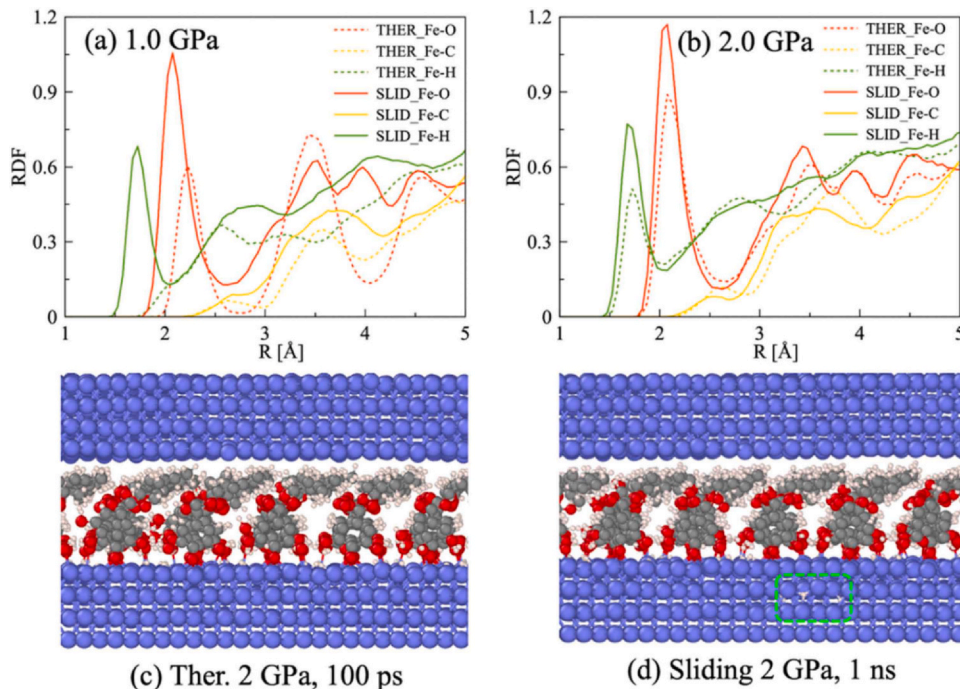 (a) 1.0 GPa
THER_Fe-O
THER_Fe-C
THER_Fe-H
SLID_Fe-O
SLID_Fe-C
SLID_Fe-H
RDF
1.2
0.9
0.6
0.3
0
1 2 3 4 5
R [Å]
(b) 2.0 GPa
THER_Fe-O
THER_Fe-C
THER_Fe-H
SLID_Fe-O
SLID_Fe-C
SLID_Fe-H
RDF
1.2
0.9
0.6
0.3
0
1 2 3 4 5
R [Å]
(c) Ther. 2 GPa, 100 ps
(d) Sliding 2 GPa, 1 ns